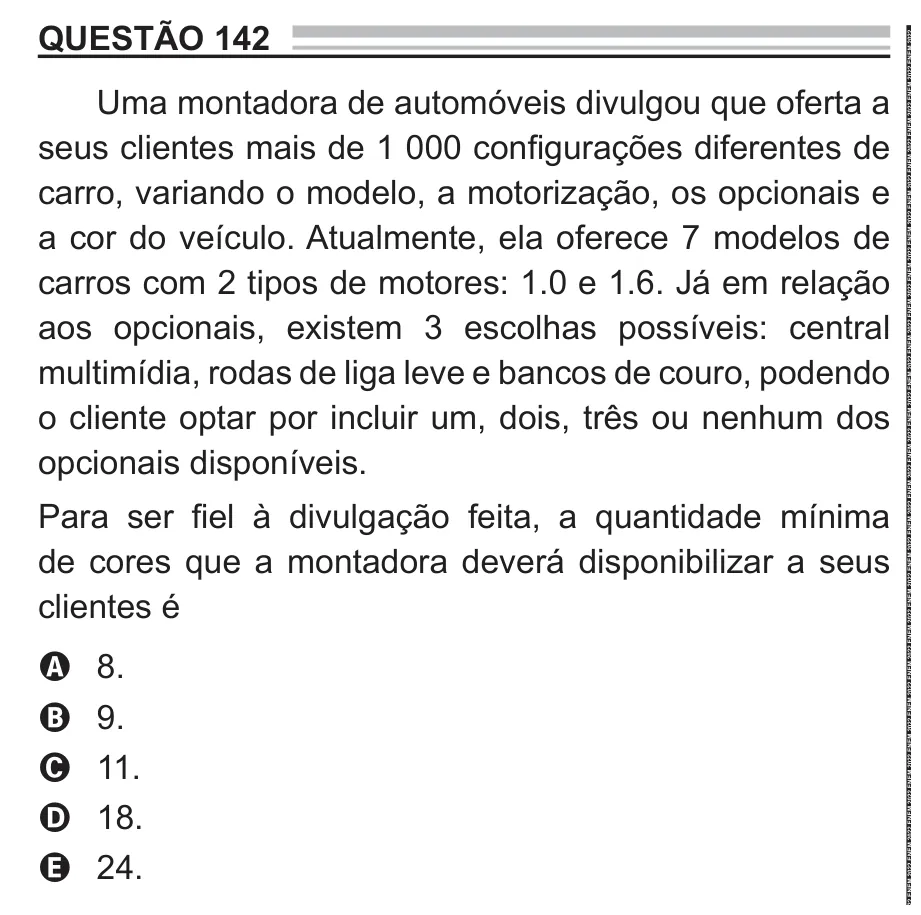 QUESTÃO 142
Uma montadora de automóveis divulgou que oferta a
seus clientes mais de 1 000 configurações diferentes de
carro, variando o modelo, a motorização, os opcionais e
a cor do veículo. Atualmente, ela oferece 7 modelos de
carros com 2 tipos de motores: 1.0 e 1.6. Já em relação
aos opcionais, existem 3 escolhas possíveis: central
multimídia, rodas de liga leve e bancos de couro, podendo
o cliente optar por incluir um, dois, três ou nenhum dos
opcionais disponíveis.
Para ser fiel à divulgação feita, a quantidade mínima
de cores que a montadora deverá disponibilizar a seus
clientes é
A 8.
B 9.
C 11.
D 18.
E 24.